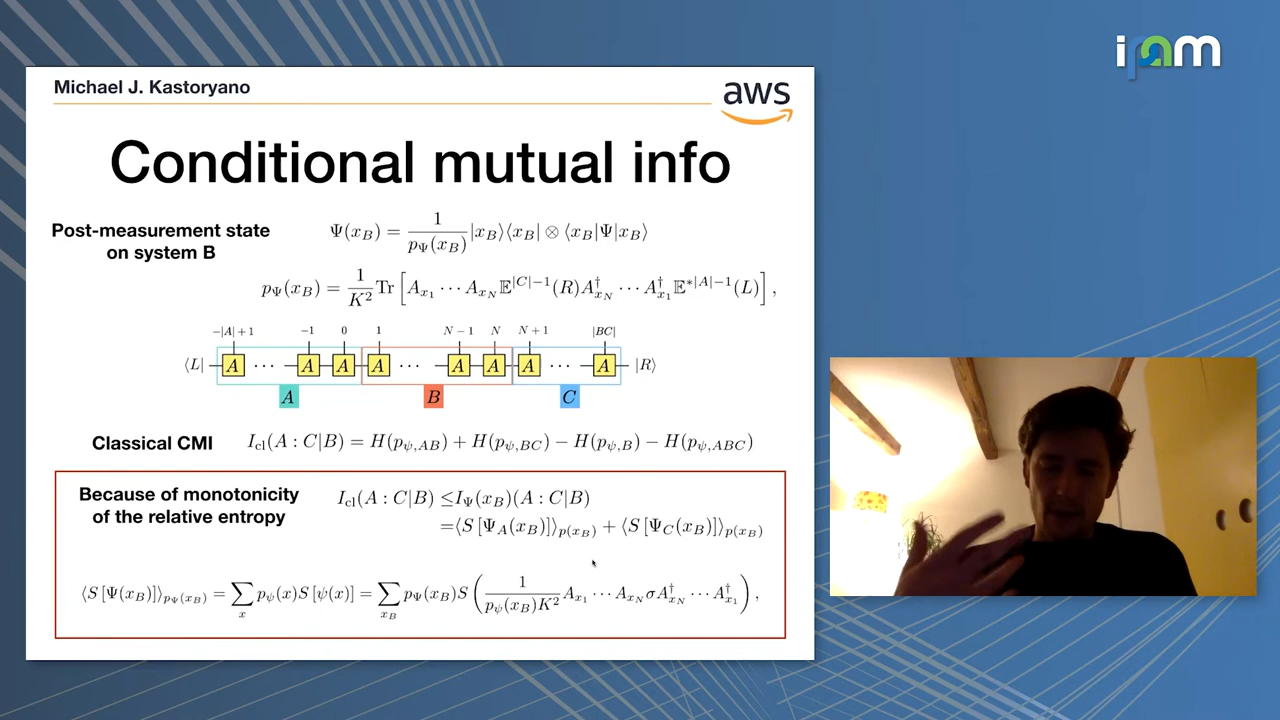 ipam
Michael J. Kastoryano
aws
Conditional mutual info
Post-measurement state
on system B
Ψ(x_B) = 1/p_Ψ(x_B) |x_B⟩⟨x_B| ⊗ ⟨x_B|Ψ|x_B⟩
p_Ψ(x_B) = 1/K² Tr [A_{x_1} ⋯ A_{x_N} 𝔼^{|C|−1}(R) A†_{x_N} ⋯ A†_{x_1} 𝔼^{*|A|−1}(L)],
−|A|+1 −1 0 1 N−1 N N+1 |BC|
⟨L| A ⋯ A A A ⋯ A A A ⋯ A |R⟩
A B C
Classical CMI
I_cl(A : C|B) = H(p_{ψ,AB}) + H(p_{ψ,BC}) − H(p_{ψ,B}) − H(p_{ψ,ABC})
Because of monotonicity
of the relative entropy
I_cl(A : C|B) ≤ I_Ψ(x_B)(A : C|B)
= ⟨S [Ψ_A(x_B)]⟩_{p(x_B)} + ⟨S [Ψ_C(x_B)]⟩_{p(x_B)}
⟨S [Ψ(x_B)]⟩_{p_Ψ(x_B)} = ∑_x p_ψ(x)S [ψ(x)] = ∑_{x_B} p_Ψ(x_B)S (1/p_ψ(x_B)K² A_{x_1} ⋯ A_{x_N} σ A†_{x_N} ⋯ A†_{x_1}),